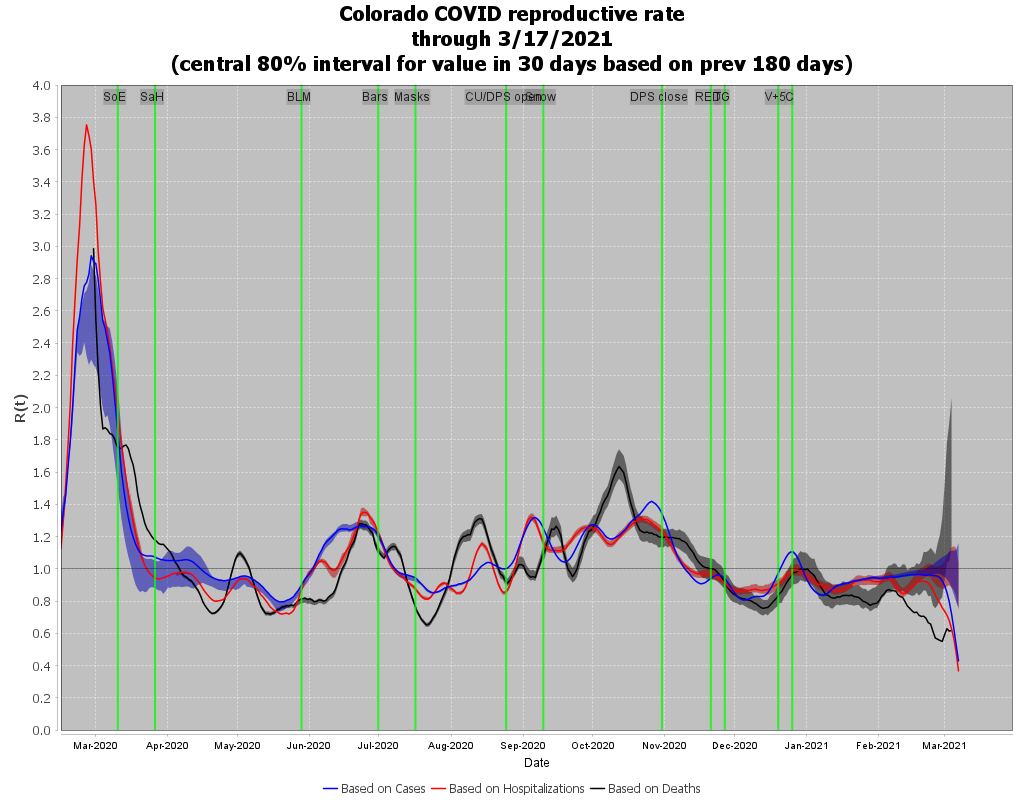 Colorado COVID reproductive rate
through 3/17/2021
(central 80% interval for value in 30 days based on prev 180 days)
4.0
3.8
3.6
3.4
3.2
3.0
2.8
2.6
2.4
2.2
2.0
1.8
1.6
1.4
1.2
1.0
0.8
0.6
0.4
0.2
0.0
R(t)
SoE
SaH
BLM
Bars
Masks
CU/DPS open
Snow
DPS close
RED
TG
V+5C
Mar-2020
Apr-2020
May-2020
Jun-2020
Jul-2020
Aug-2020
Sep-2020
Oct-2020
Nov-2020
Dec-2020
Jan-2021
Feb-2021
Mar-2021
Date
Based on Cases
Based on Hospitalizations
Based on Deaths